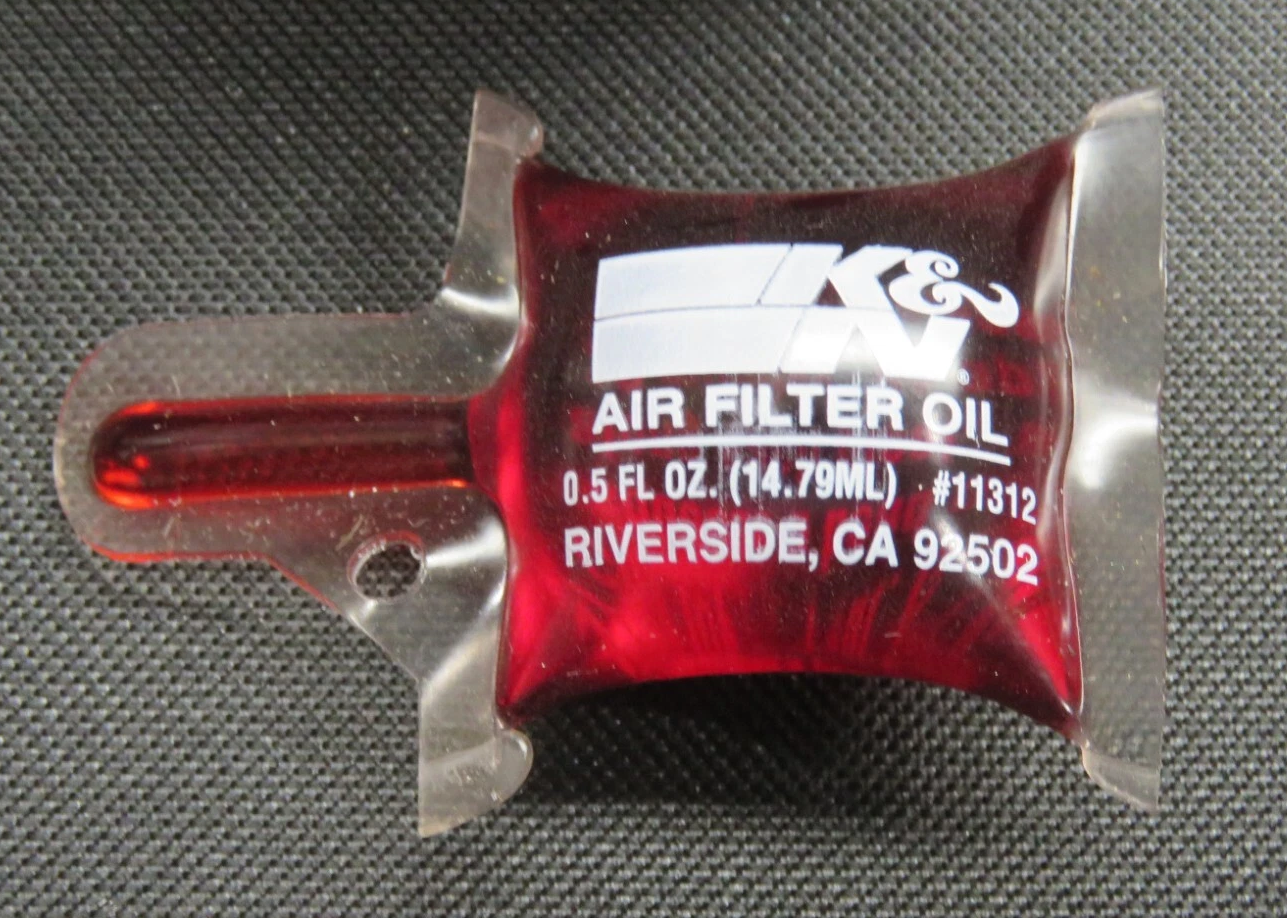 K&N®
AIR FILTER OIL
0.5 FL OZ. (14.79ML) #11312
RIVERSIDE, CA 92502